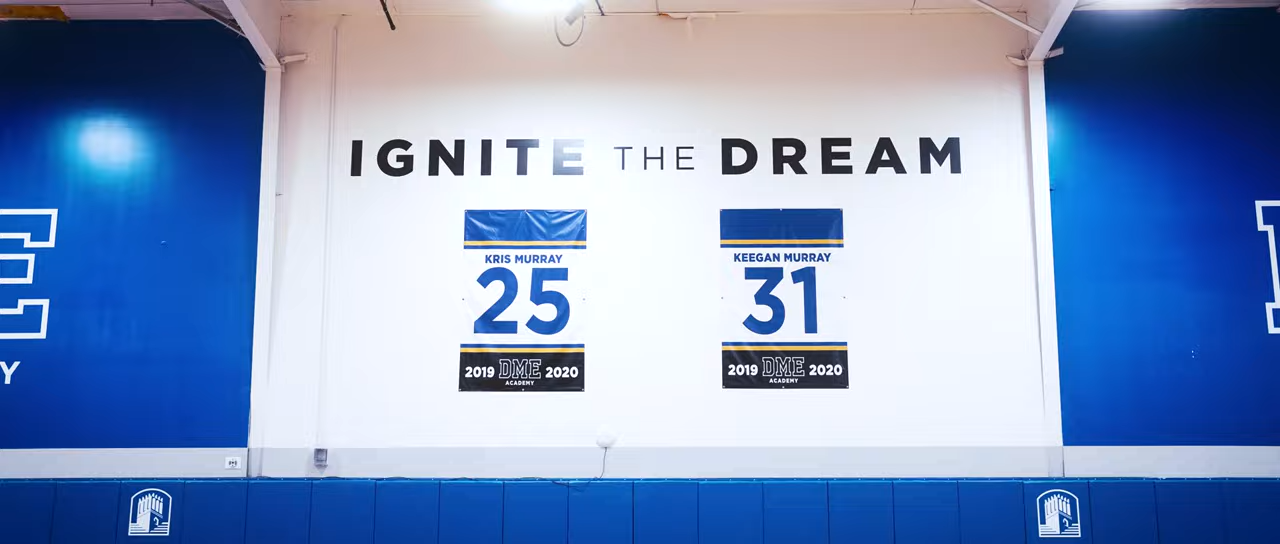 IGNITE THE DREAM
KRIS MURRAY
25
2019 DME 2020
ACADEMY
KEEGAN MURRAY
31
2019 DME 2020
ACADEMY
E
Y